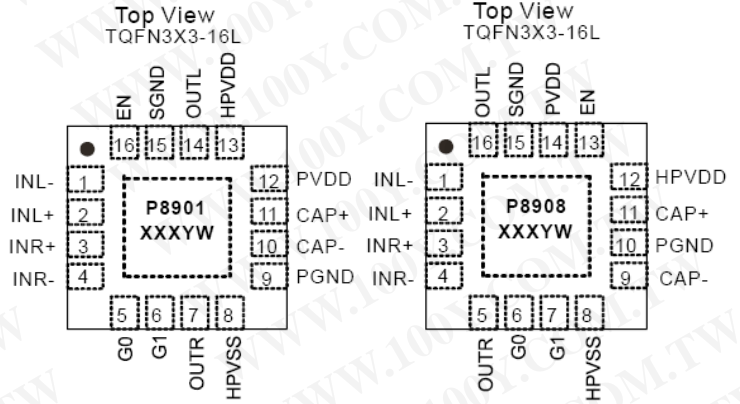 Top View
TQFN3X3-16L
EN
SGND
OUTL
HPVDD
16
15
14
13
INL- 1
INL+ 2
INR+ 3
INR- 4
P8901
XXXYW
12 PVDD
11 CAP+
10 CAP-
9 PGND
5
6
7
8
G0
G1
OUTR
HPVSS
Top View
TQFN3X3-16L
OUTL
SGND
PVDD
EN
16
15
14
13
INL- 1
INL+ 2
INR+ 3
INR- 4
P8908
XXXYW
12 HPVDD
11 CAP+
10 PGND
9 CAP-
5
6
7
8
OUTR
G0
G1
HPVSS
WWW.100Y.COM.TW